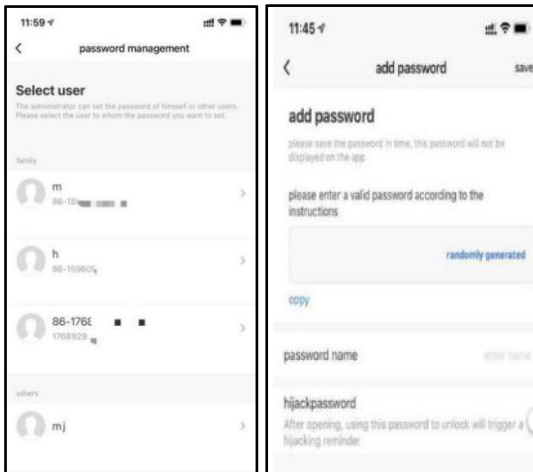 11:59
password management
Select user
The administrator can set the password of himself or other users.
Please select the user to whom the password you want to set.
family
m
h
86-159605
86-1768
1768929
others
mj
11:45
add password
save
add password
please save the password in time, this password will not be
displayed on the app
please enter a valid password according to the
instructions
randomly generated
copy
password name
enter name
hijackpassword
After opening, using this password to unlock will trigger a
hijacking reminder